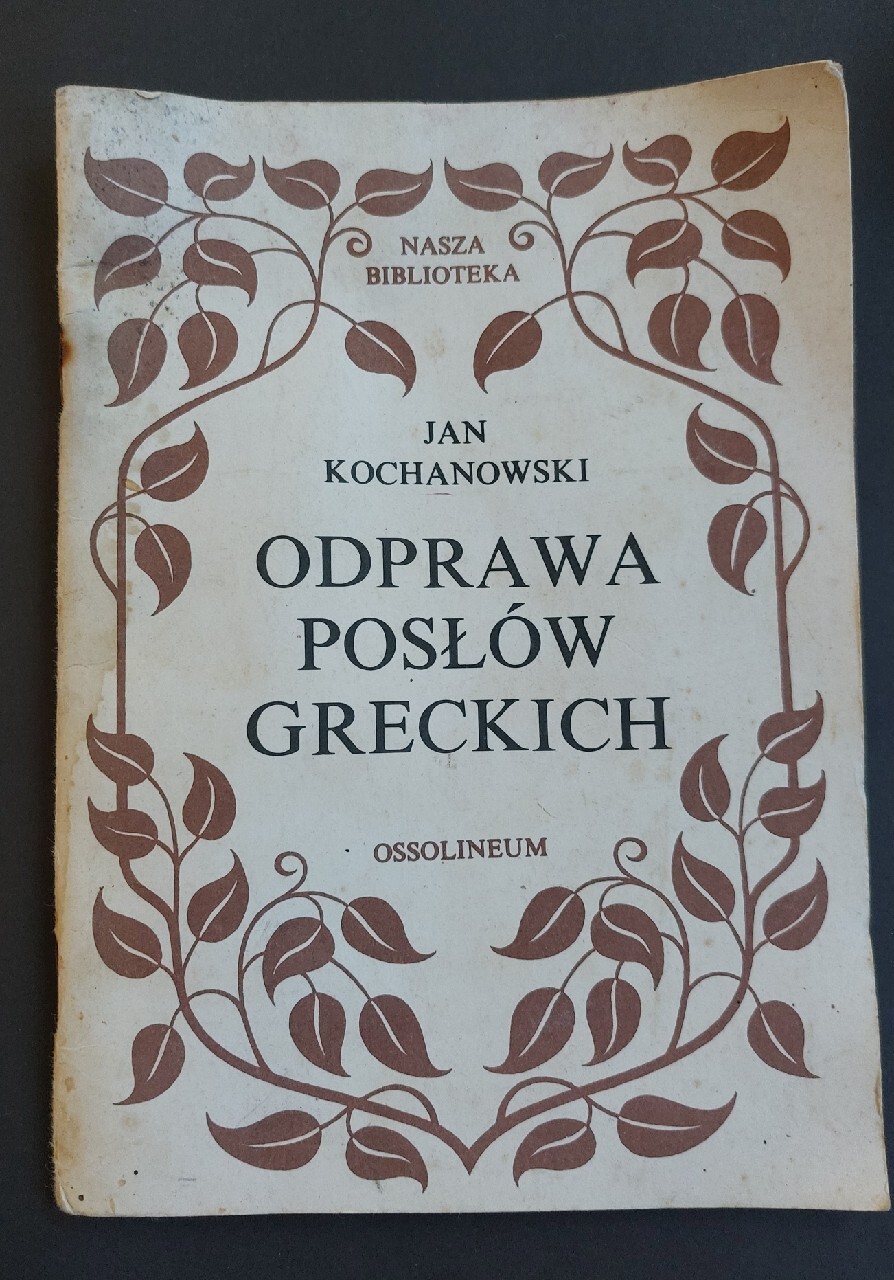 NASZA
BIBLIOTEKA
JAN
KOCHANOWSKI
ODPRAWA
POSŁÓW
GRECKICH
OSSOLINEUM